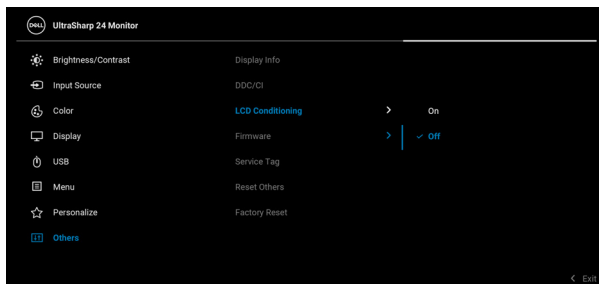 DELL UltraSharp 24 Monitor
Brightness/Contrast Display Info
Input Source DDC/CI
Color LCD Conditioning On
Display Firmware Off
USB Service Tag
Menu Reset Others
Personalize Factory Reset
Others
Exit